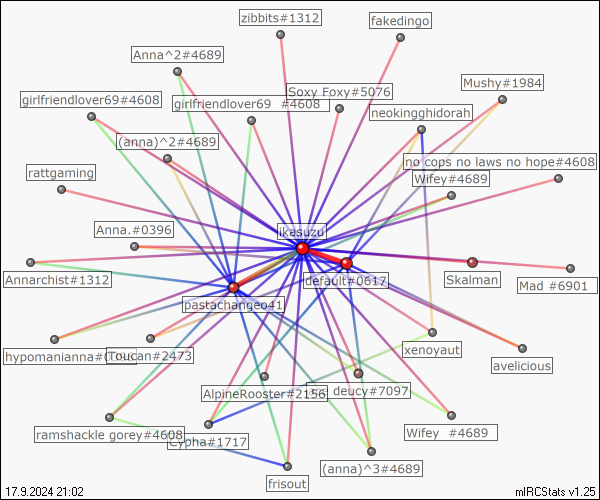 zibbits#1312
fakedingo
Anna^2#4689
Mushy#1984
Soxy Foxy#5076
girlfriendlover69#4608
girlfriendlover69 #4608
neokingghidorah
(anna)^2#4689
no cops no laws no hope#4608
rattgaming
Wifey#4689
Anna.#0396
ikasuzu
Annarchist#1312
default#0617
Skalman
Mad #6901
pastachangeo41
hypomanianna#0
Toucan#2473
xenoyaut
avelicious
AlpineRooster#2156
deucy#7097
ramshackle gorey#4608
Cypha#1717
Wifey #4689
frisout
(anna)^3#4689
17.9.2024 21:02
mIRCStats v1.25